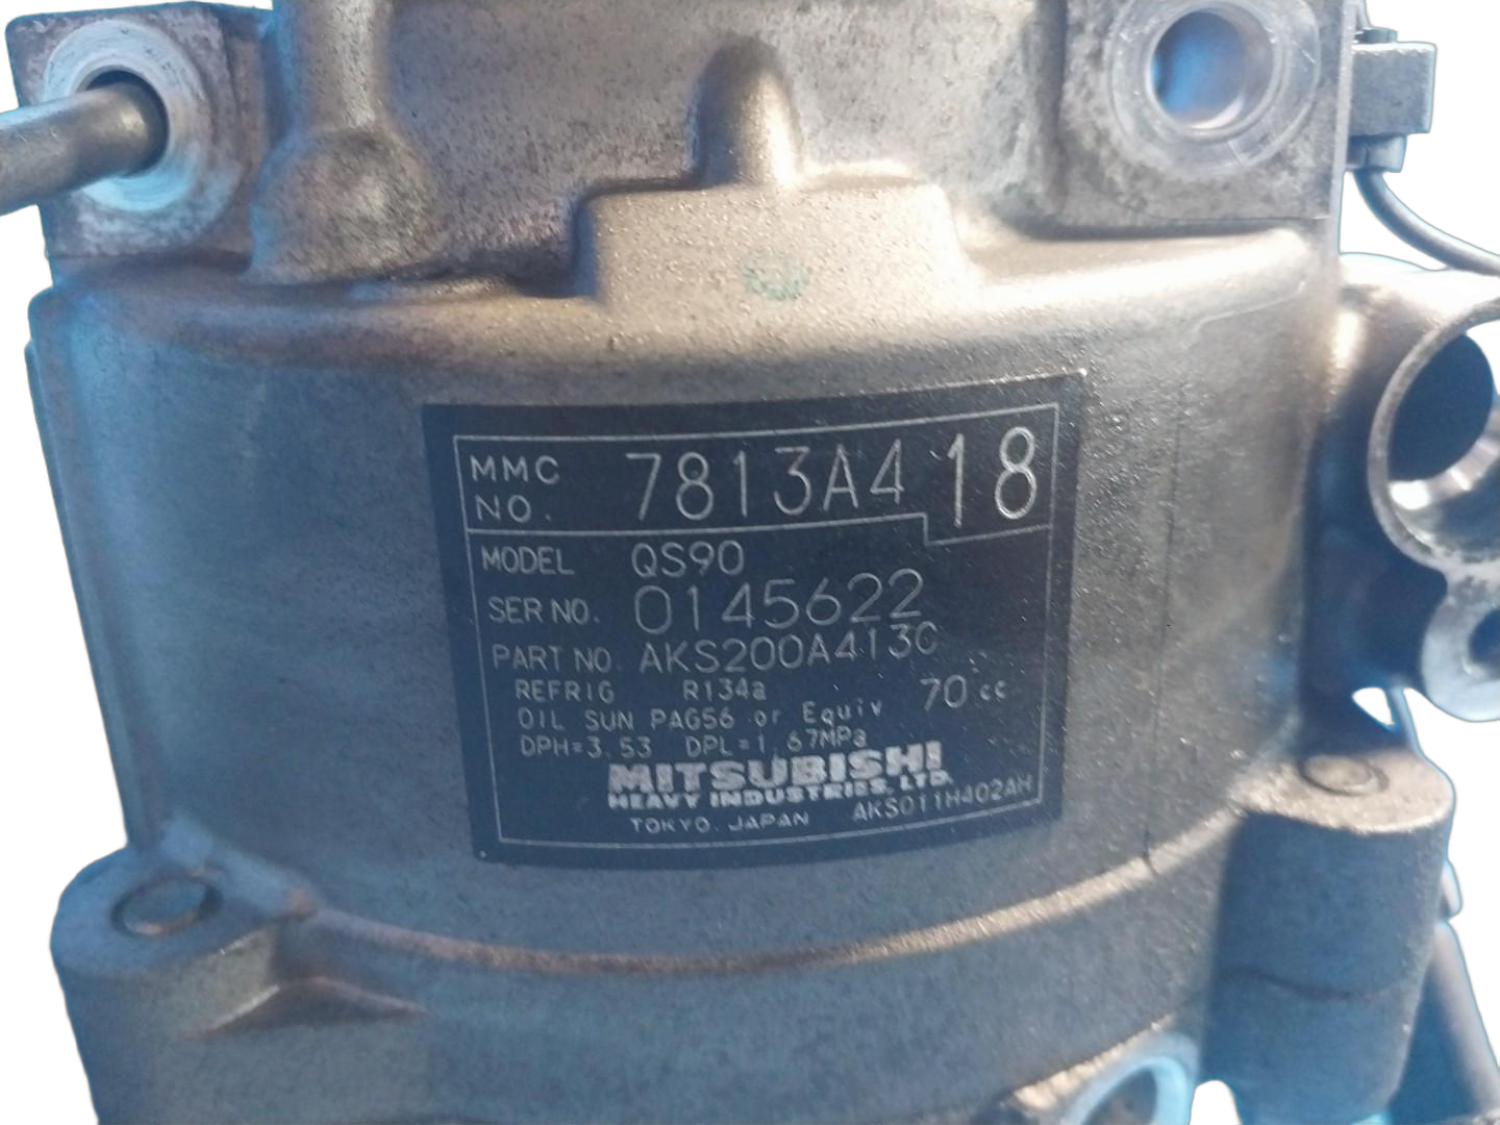 MMC NO. 7813A418
MODEL QS90
SER NO. 0145622
PART NO. AKS200A413C
REFRIG R134a
OIL SUN PAG56 or Equiv 70 cc
DPH=3.53 DPL=1.67MPa
MITSUBISHI
HEAVY INDUSTRIES, LTD.
TOKYO. JAPAN AKS011H402AH